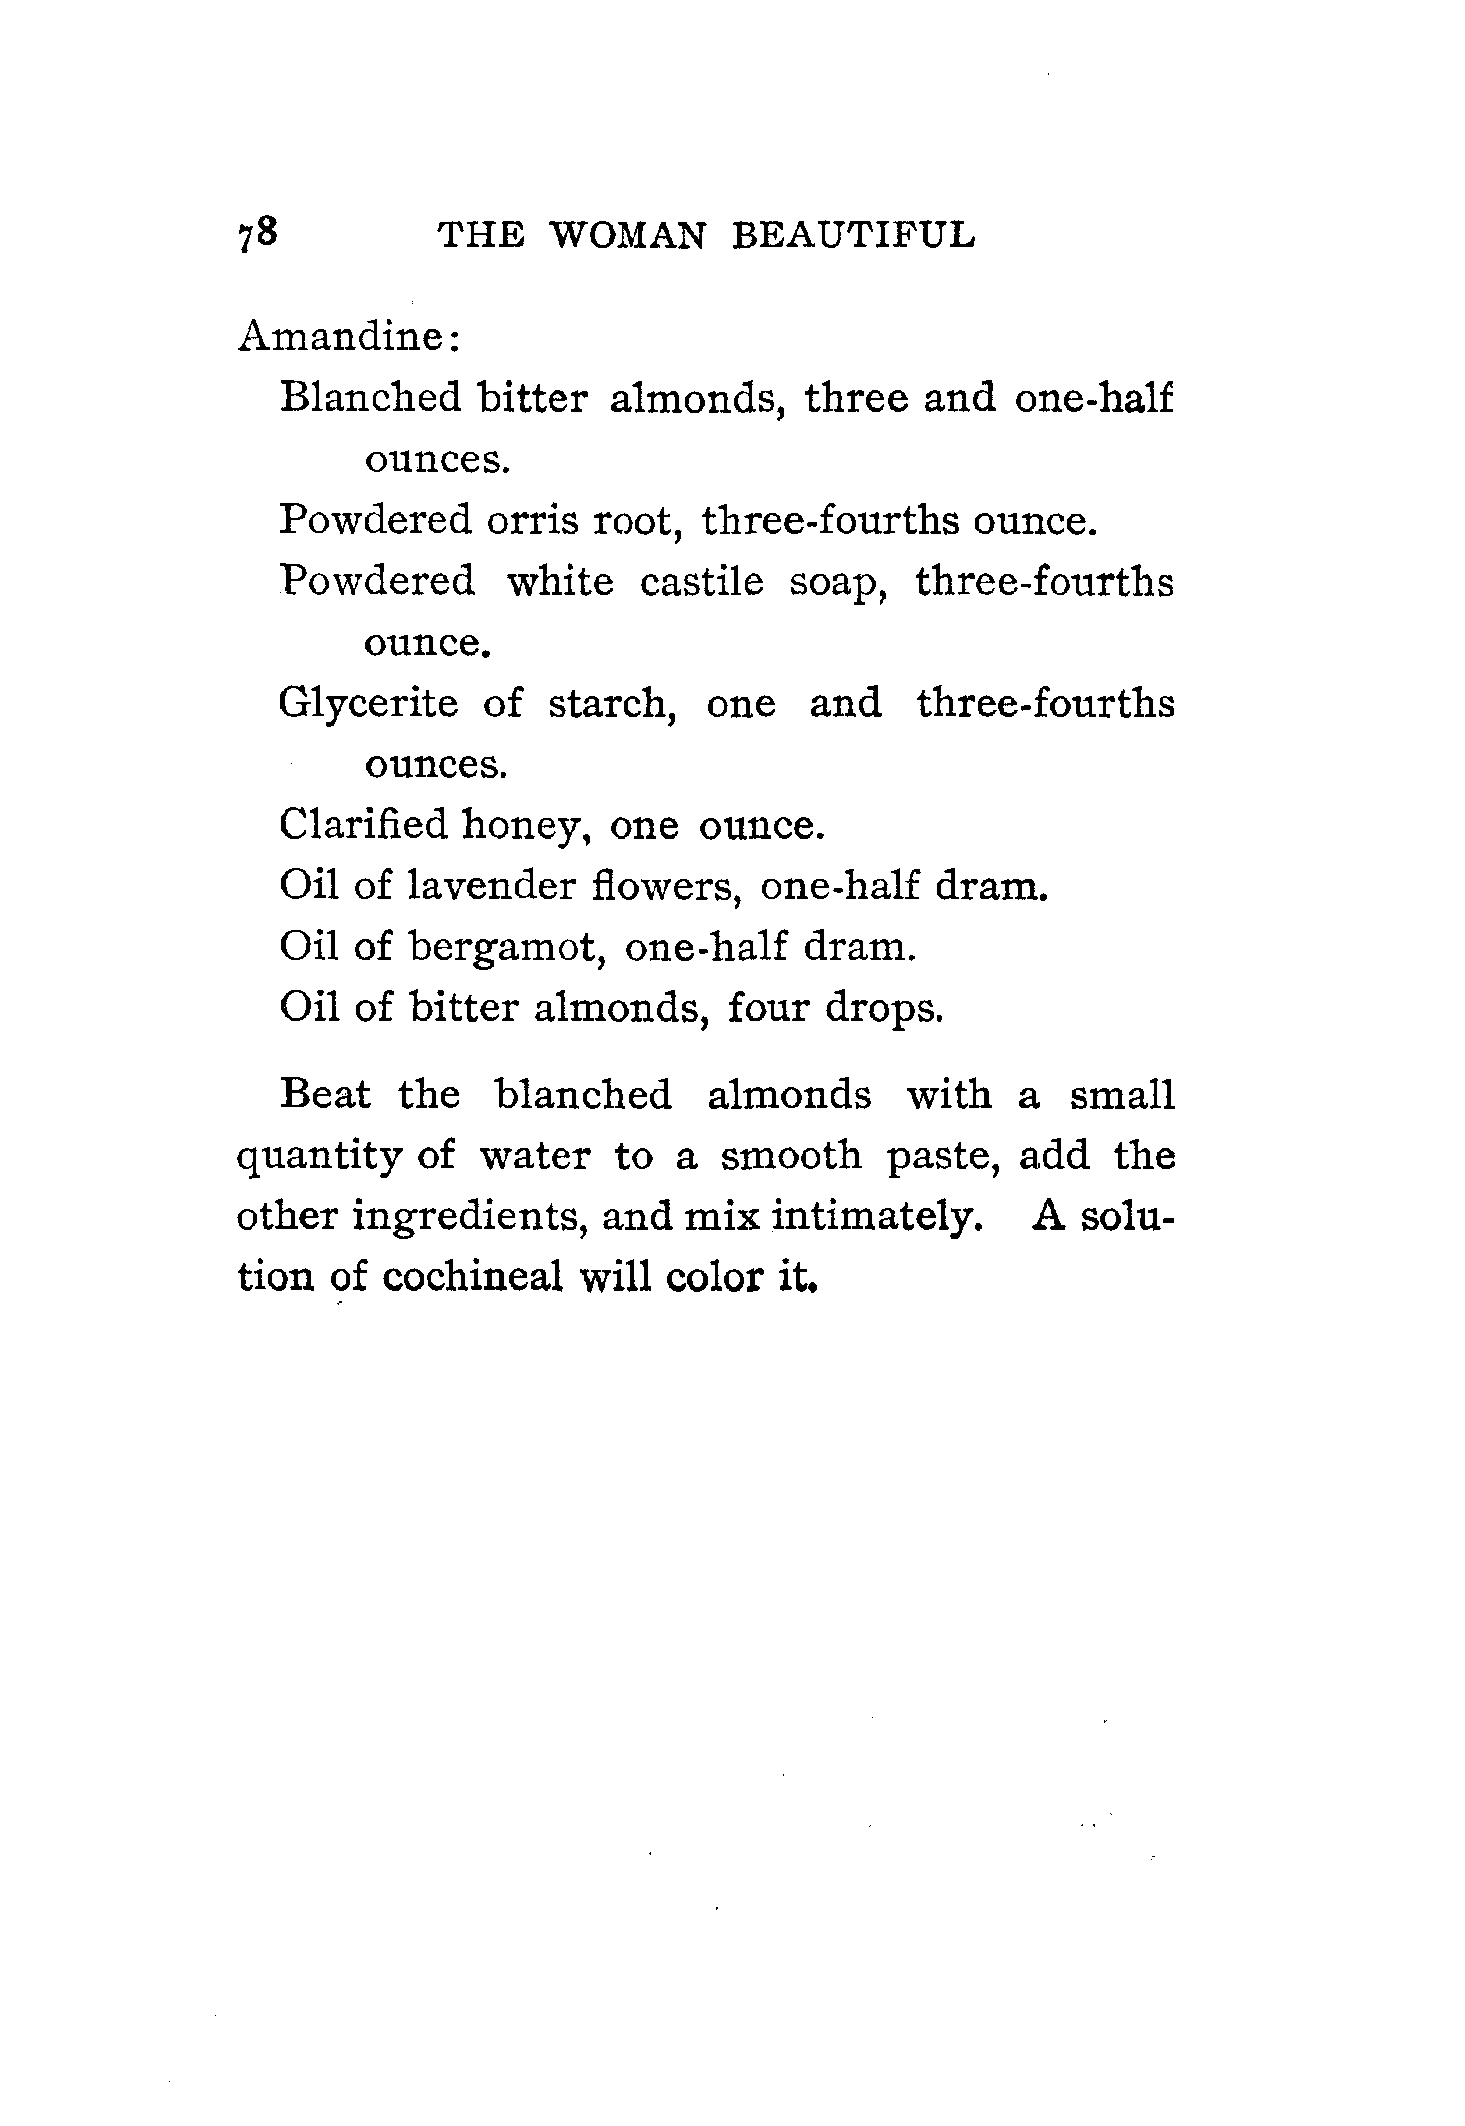 78 THE WOMAN BEAUTIFUL
Amandine:
Blanched bitter almonds, three and one-half
ounces.
Powdered orris root, three-fourths ounce.
Powdered white castile soap, three-fourths
ounce.
Glycerite of starch, one and three-fourths
ounces.
Clarified honey, one ounce.
Oil of lavender flowers, one-half dram.
Oil of bergamot, one-half dram.
Oil of bitter almonds, four drops.
Beat the blanched almonds with a small
quantity of water to a smooth paste, add the
other ingredients, and mix intimately. A solu-
tion of cochineal will color it.